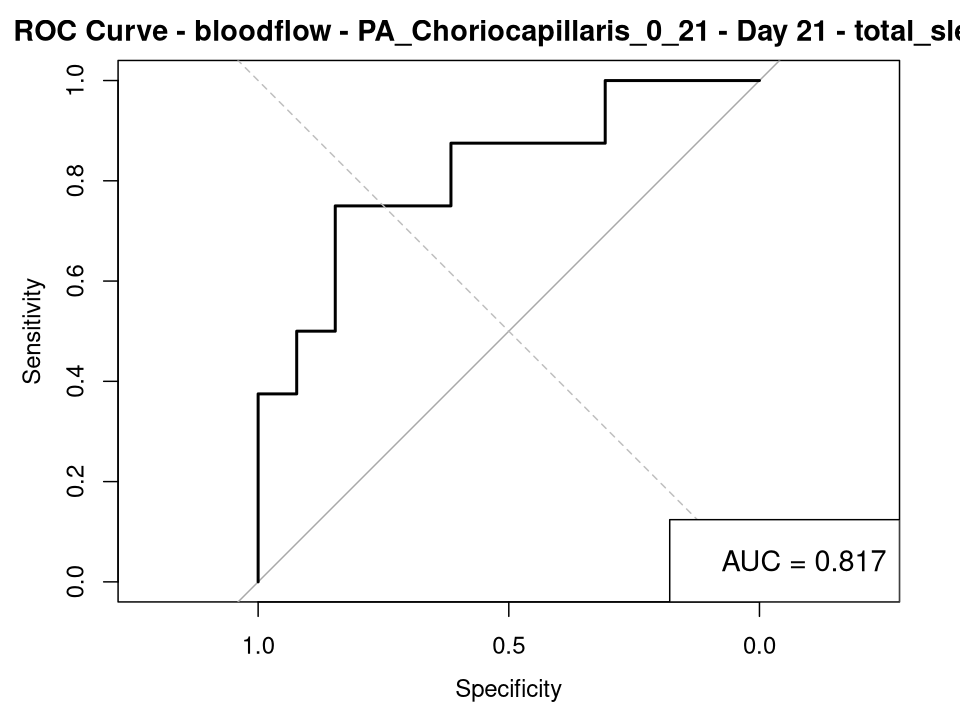 ROC Curve - bloodflow - PA_Choriocapillaris_0_21 - Day 21 - total_sle
1.0
0.8
0.6
0.4
0.2
0.0
Sensitivity
AUC = 0.817
1.0 0.5 0.0
Specificity